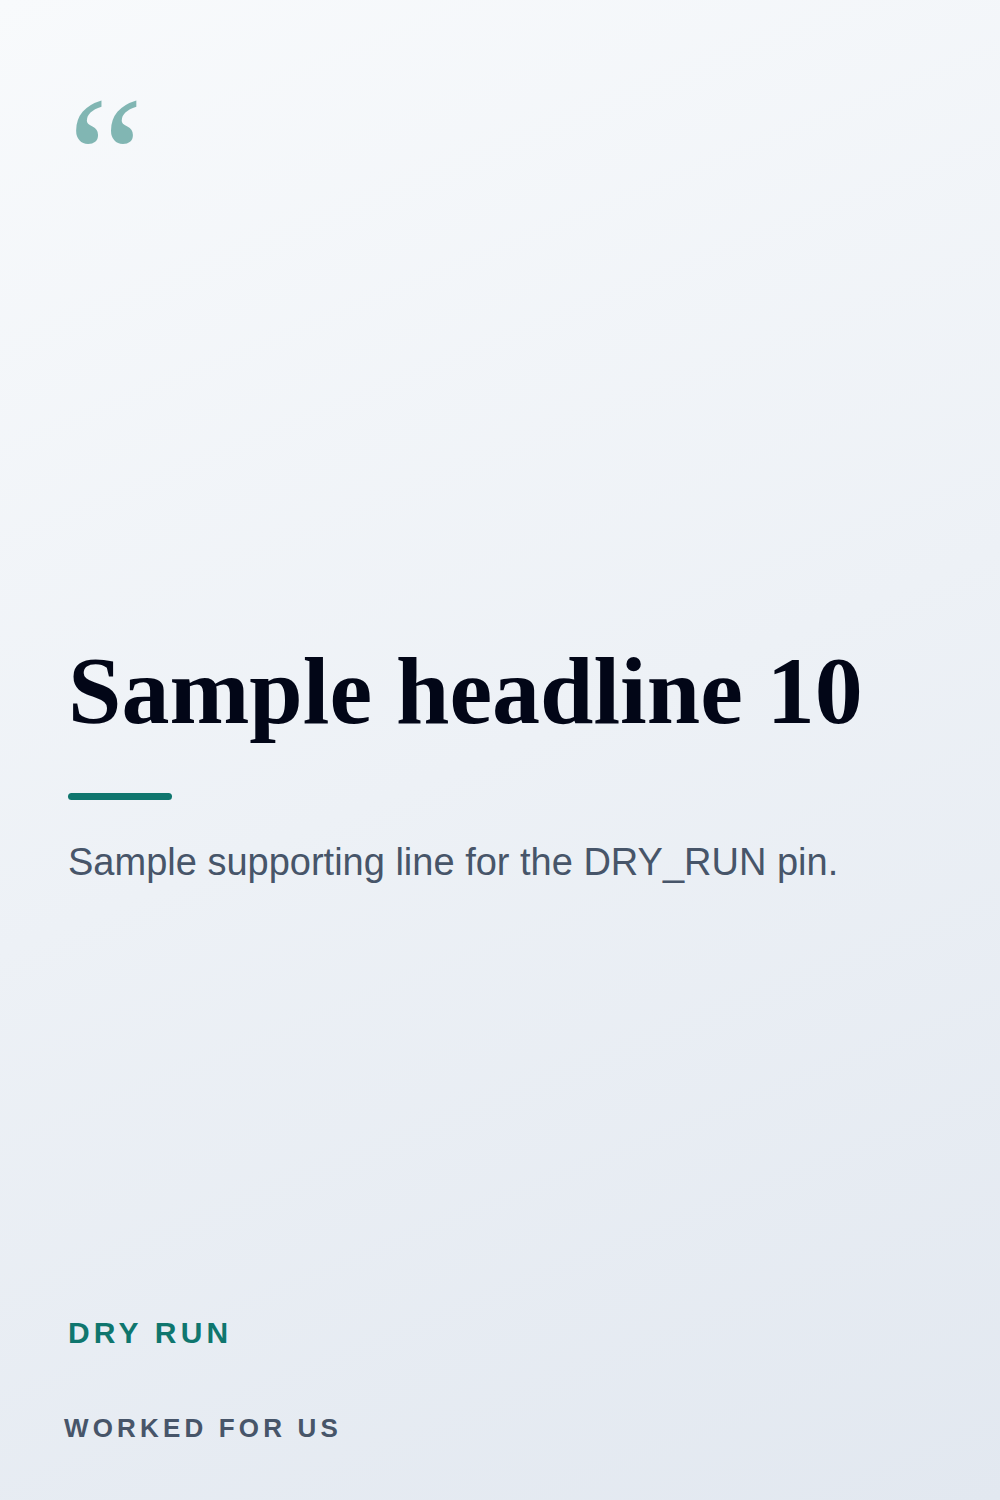 “
Sample headline 10
Sample supporting line for the DRY_RUN pin.
DRY RUN
WORKED FOR US